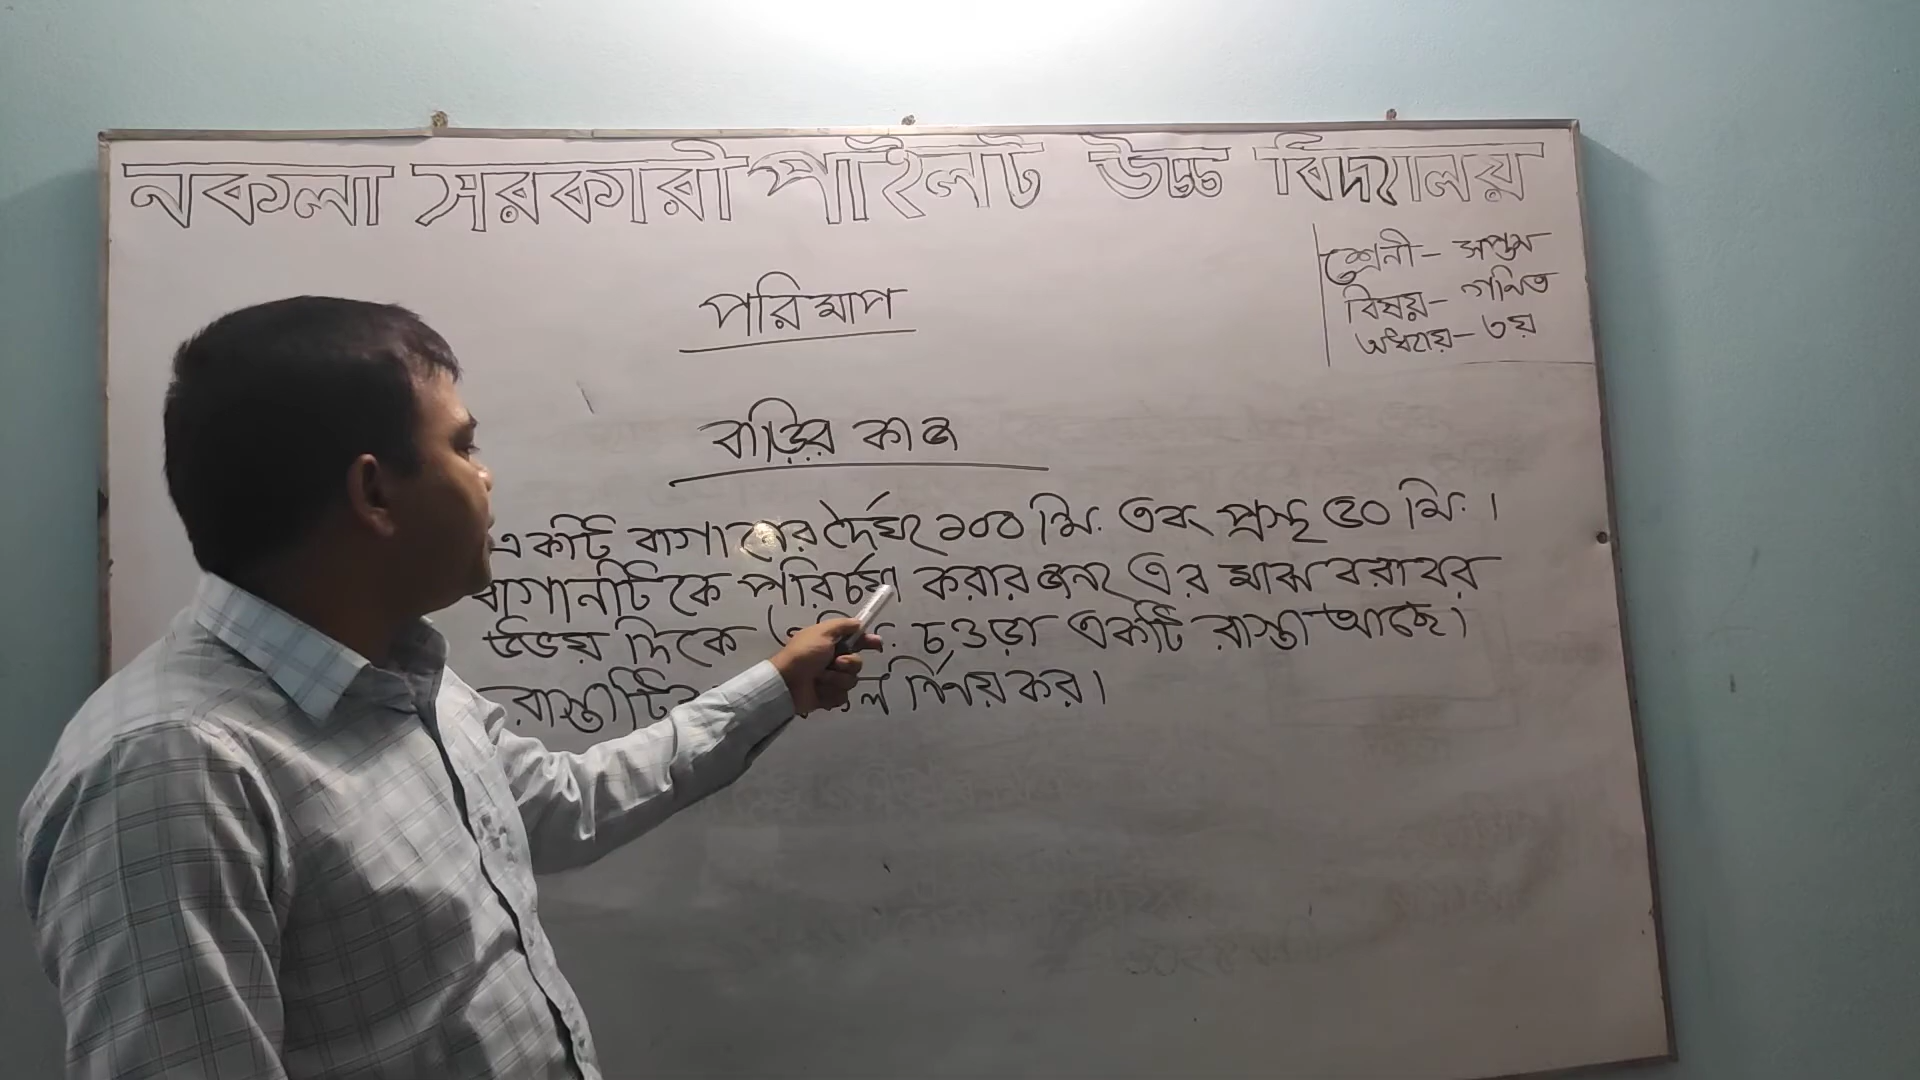 নকলা সরকারী পাইলট উচ্চ বিদ্যালয়
শ্রেনী- সপ্তম
বিষয়- গনিত
অধ্যায়- ৩য়
পরিমাপ
বাড়ির কাজ
একটি বাগানের দৈর্ঘ্য ১০০ মি. এবং প্রস্থ ৫০ মি.।
বাগানটিকে পরিচর্যা করার জন্য এর মাঝ বরাবর
উভয় দিকে চওড়া একটি রাস্তা আছে।
নির্ণয় কর।